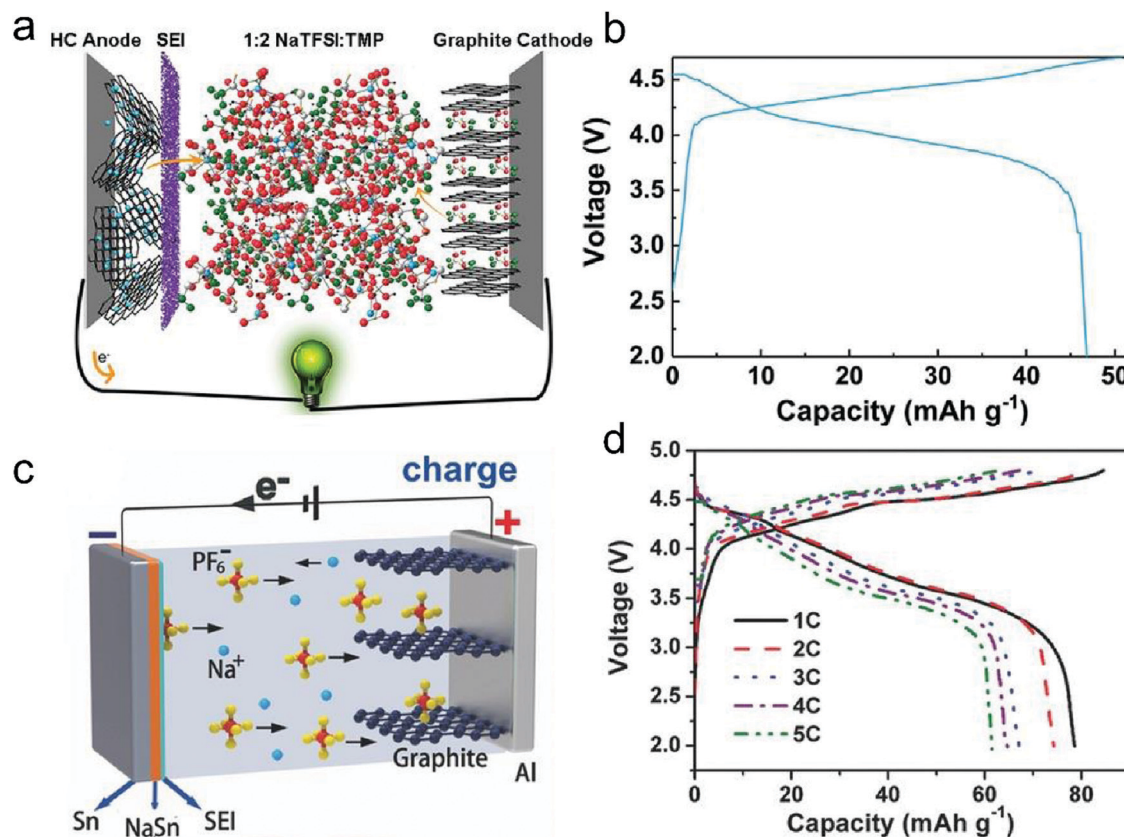 a
HC Anode SEI 1:2 NaTFSI:TMP Graphite Cathode
e-
b
Voltage (V)
4.5
4.0
3.5
3.0
2.5
2.0
0 10 20 30 40 50
Capacity (mAh g⁻¹)
c
charge
e-
− +
PF₆⁻
Na⁺
Graphite
Al
Sn NaSn SEI
d
Voltage (V)
5.0
4.5
4.0
3.5
3.0
2.5
2.0
1C
2C
3C
4C
5C
0 20 40 60 80
Capacity (mAh g⁻¹)